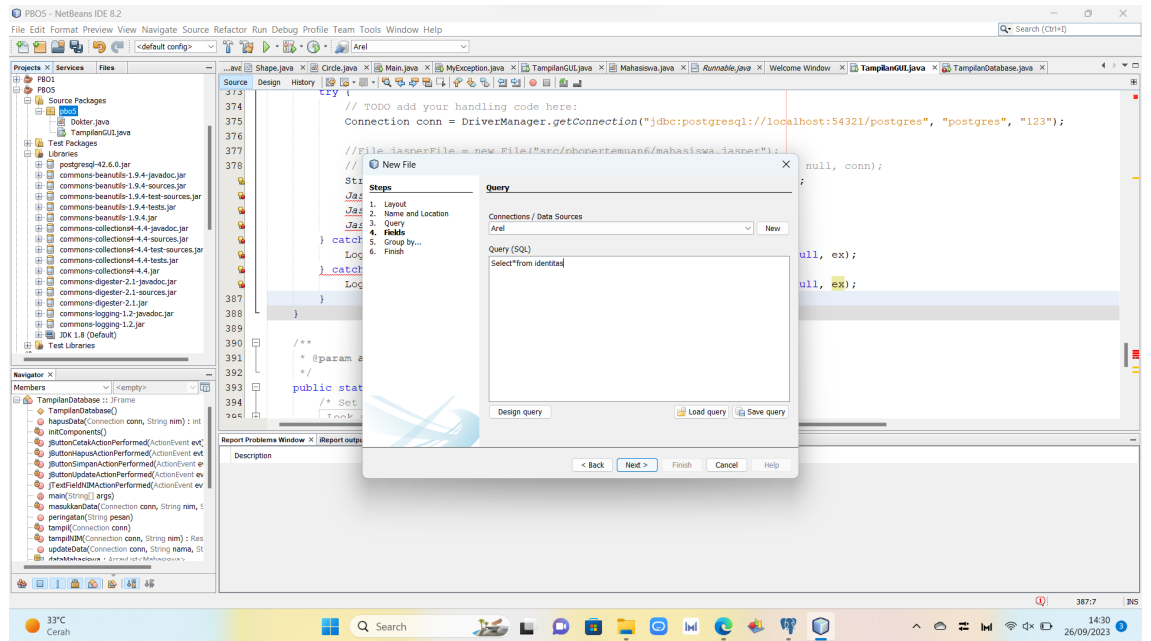 PBO5 - NetBeans IDE 8.2
File Edit Format Preview View Navigate Source Refactor Run Debug Profile Team Tools Window Help
Search (Ctrl+I)
<default config>
Arel
Projects Services Files
...ava Shape.java Circle.java Main.java MyException.java TampilanGUI.java Mahasiswa.java Runnable.java Welcome Window TampilanGUI.java TampilanDatabase.java
Source Design History
PBO1
PBO5
Source Packages
pbo5
Dokter.java
TampilanGUI.java
Test Packages
Libraries
postgresql-42.6.0.jar
commons-beanutils-1.9.4-javadoc.jar
commons-beanutils-1.9.4-sources.jar
commons-beanutils-1.9.4-test-sources.jar
commons-beanutils-1.9.4-tests.jar
commons-beanutils-1.9.4.jar
commons-collections4-4.4-javadoc.jar
commons-collections4-4.4-sources.jar
commons-collections4-4.4-test-sources.jar
commons-collections4-4.4-tests.jar
commons-collections4-4.4.jar
commons-digester-2.1-javadoc.jar
commons-digester-2.1-sources.jar
commons-digester-2.1.jar
commons-logging-1.2-javadoc.jar
commons-logging-1.2.jar
JDK 1.8 (Default)
Test Libraries
373 try {
374 // TODO add your handling code here:
375 Connection conn = DriverManager.getConnection("jdbc:postgresql://localhost:54321/postgres", "postgres", "123");
376
377 //File jasperFile = new File("src/pbopertemuan6/mahasiswa.jasper");
378 // null, conn);
Str ;
Jas
Jas
Jas
} catch
Log ull, ex);
} catch
Log ull, ex);
387 }
388 }
389
390 /**
391 * @param a
392 */
393 public stat
394 /* Set
395 Look
New File
Steps
1. Layout
2. Name and Location
3. Query
4. Fields
5. Group by...
6. Finish
Query
Connections / Data Sources
Arel
New
Query (SQL)
Select*from identitas
Design query
Load query
Save query
< Back
Next >
Finish
Cancel
Help
Navigator
Members
<empty>
TampilanDatabase :: JFrame
TampilanDatabase()
hapusData(Connection conn, String nim) : int
initComponents()
jButtonCetakActionPerformed(ActionEvent evt)
jButtonHapusActionPerformed(ActionEvent evt
jButtonSimpanActionPerformed(ActionEvent e
jButtonUpdateActionPerformed(ActionEvent ev
jTextFieldNIMActionPerformed(ActionEvent ev
main(String[] args)
masukkanData(Connection conn, String nim, S
peringatan(String pesan)
tampil(Connection conn)
tampilNIM(Connection conn, String nim) : Res
updateData(Connection conn, String nama, St
dataMahasiswa : ArrayList<Mahasiswa>
Report Problems Window iReport outpu
Description
387:7 INS
33°C
Cerah
Search
14:30
26/09/2023
3